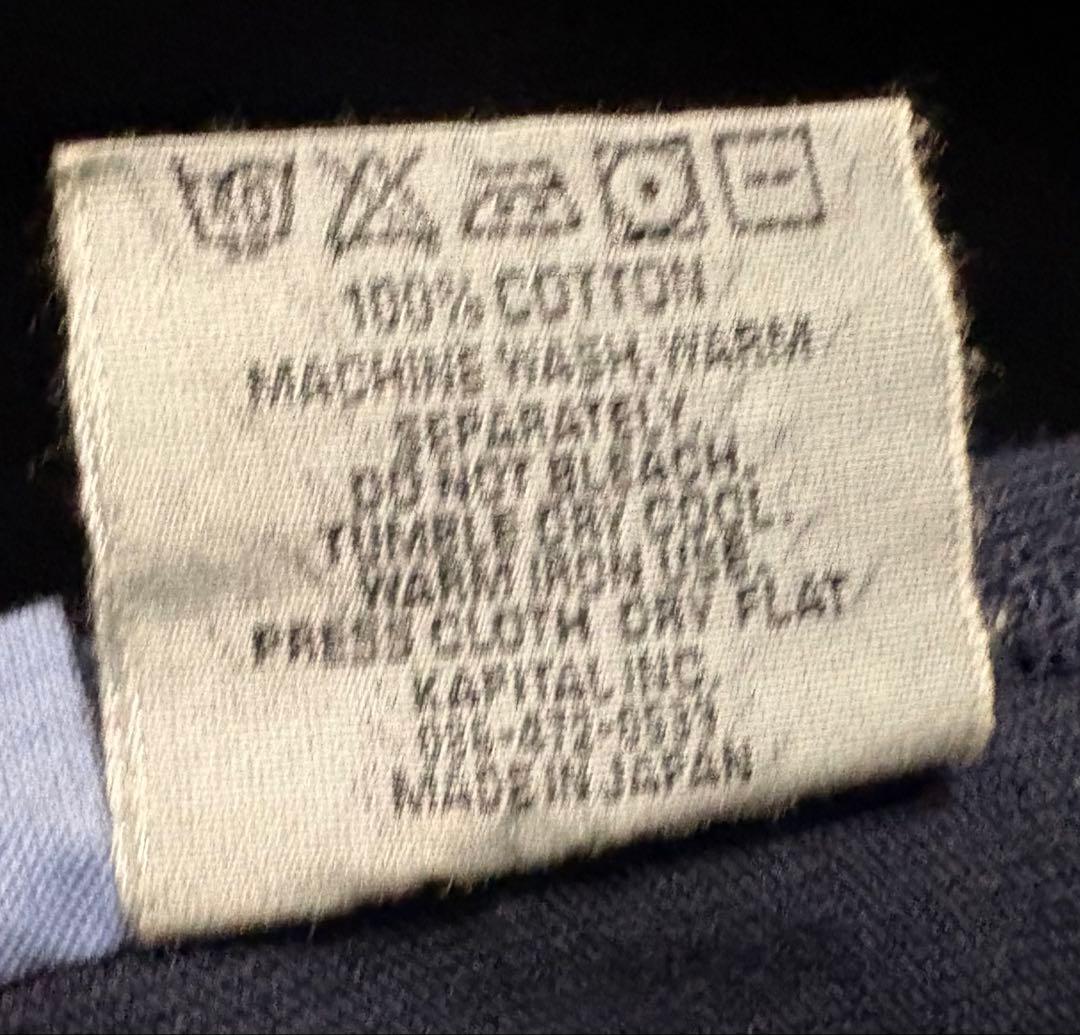 40
100% COTTON
MACHINE WASH, WARM
SEPARATELY.
DO NOT BLEACH.
TUMBLE DRY COOL.
WARM IRON USE.
PRESS CLOTH DRY FLAT
KAPITAL INC.
MADE IN JAPAN